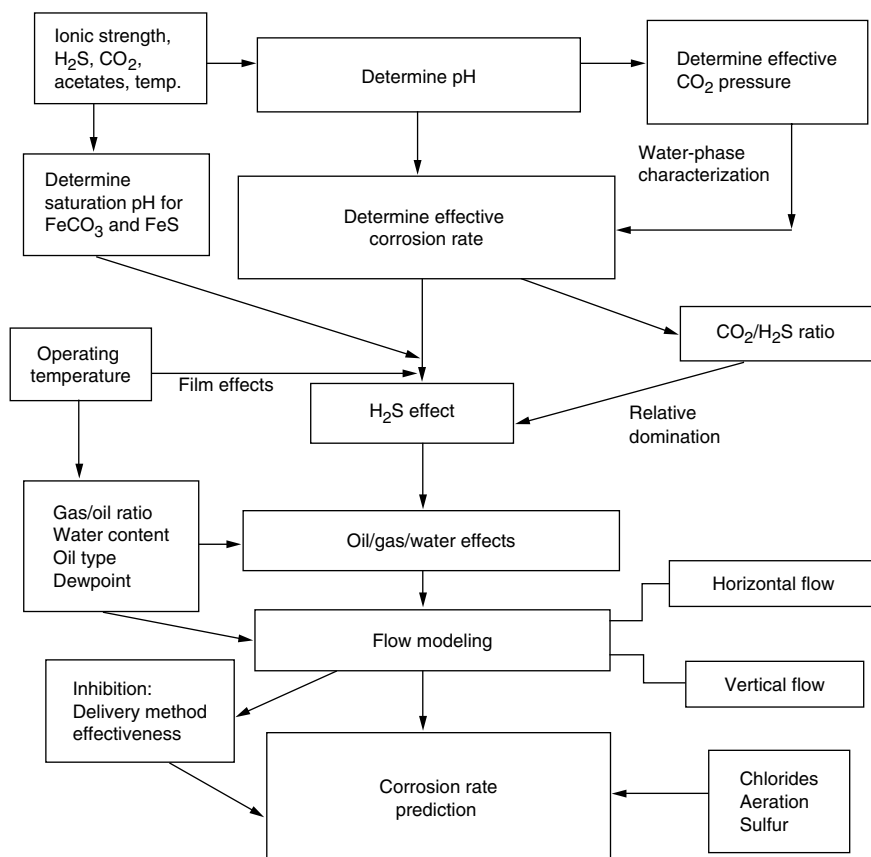 Ionic strength,
H₂S, CO₂,
acetates, temp.
Determine pH
Determine effective
CO₂ pressure
Water-phase
characterization
Determine
saturation pH for
FeCO₃ and FeS
Determine effective
corrosion rate
CO₂/H₂S ratio
Operating
temperature
Film effects
H₂S effect
Relative
domination
Gas/oil ratio
Water content
Oil type
Dewpoint
Oil/gas/water effects
Horizontal flow
Flow modeling
Vertical flow
Inhibition:
Delivery method
effectiveness
Corrosion rate
prediction
Chlorides
Aeration
Sulfur